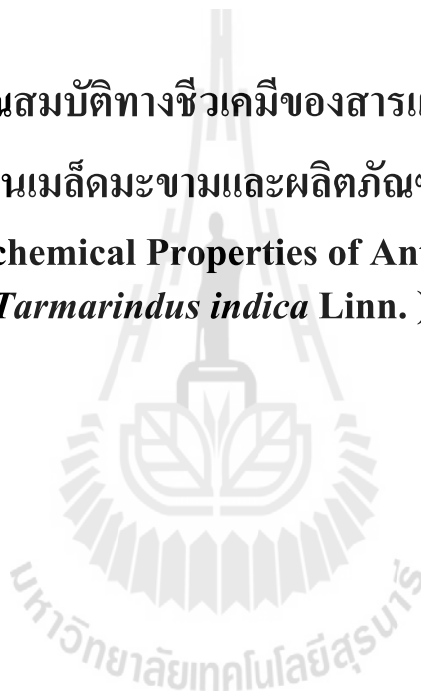 ณสมบัติทางชีวเคมีของสารแ
นเมล็ดมะขามและผลิตภัณฑ
chemical Properties of An
Tarmarindus indica Linn. )
มหาวิทยาลัยเทคโนโลยีสุรนารี